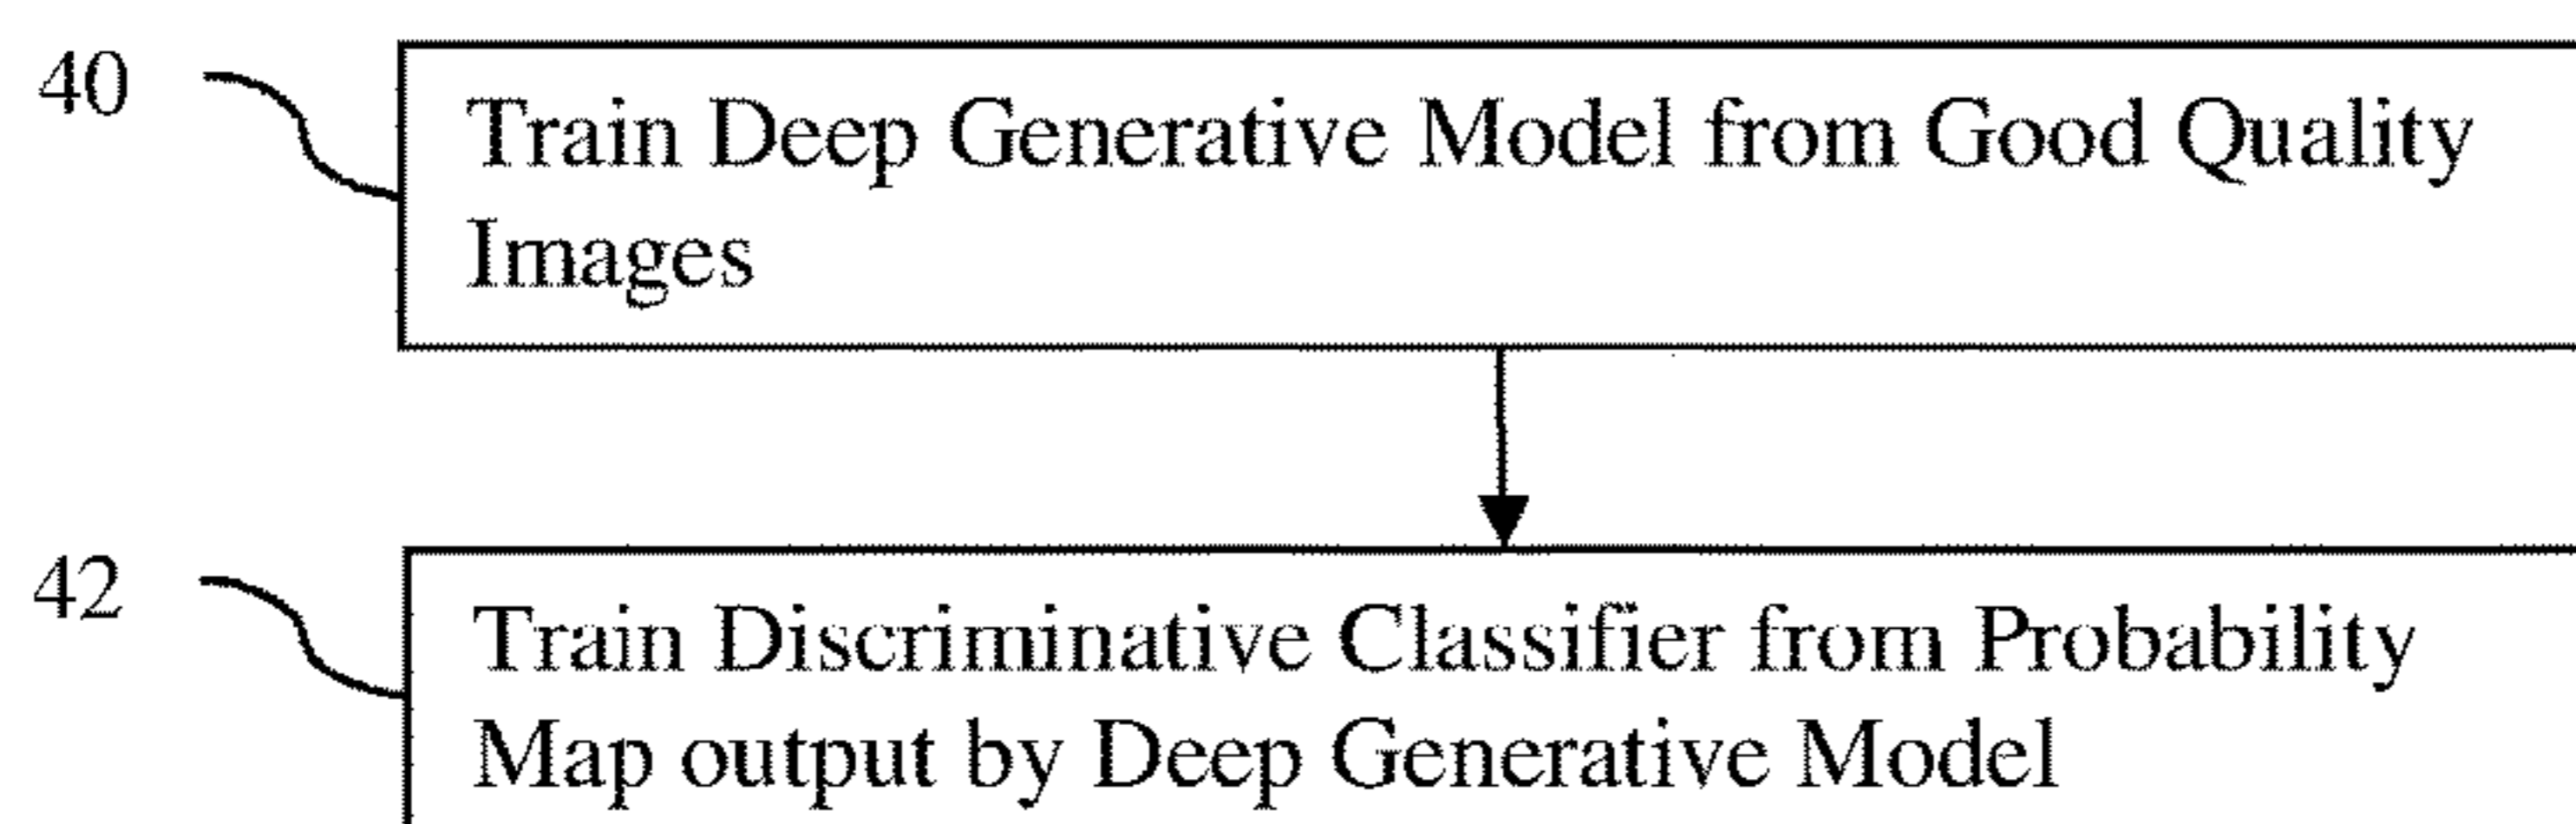 40
Train Deep Generative Model from Good Quality
Images
42
Train Discriminative Classifier from Probability
Map output by Deep Generative Model